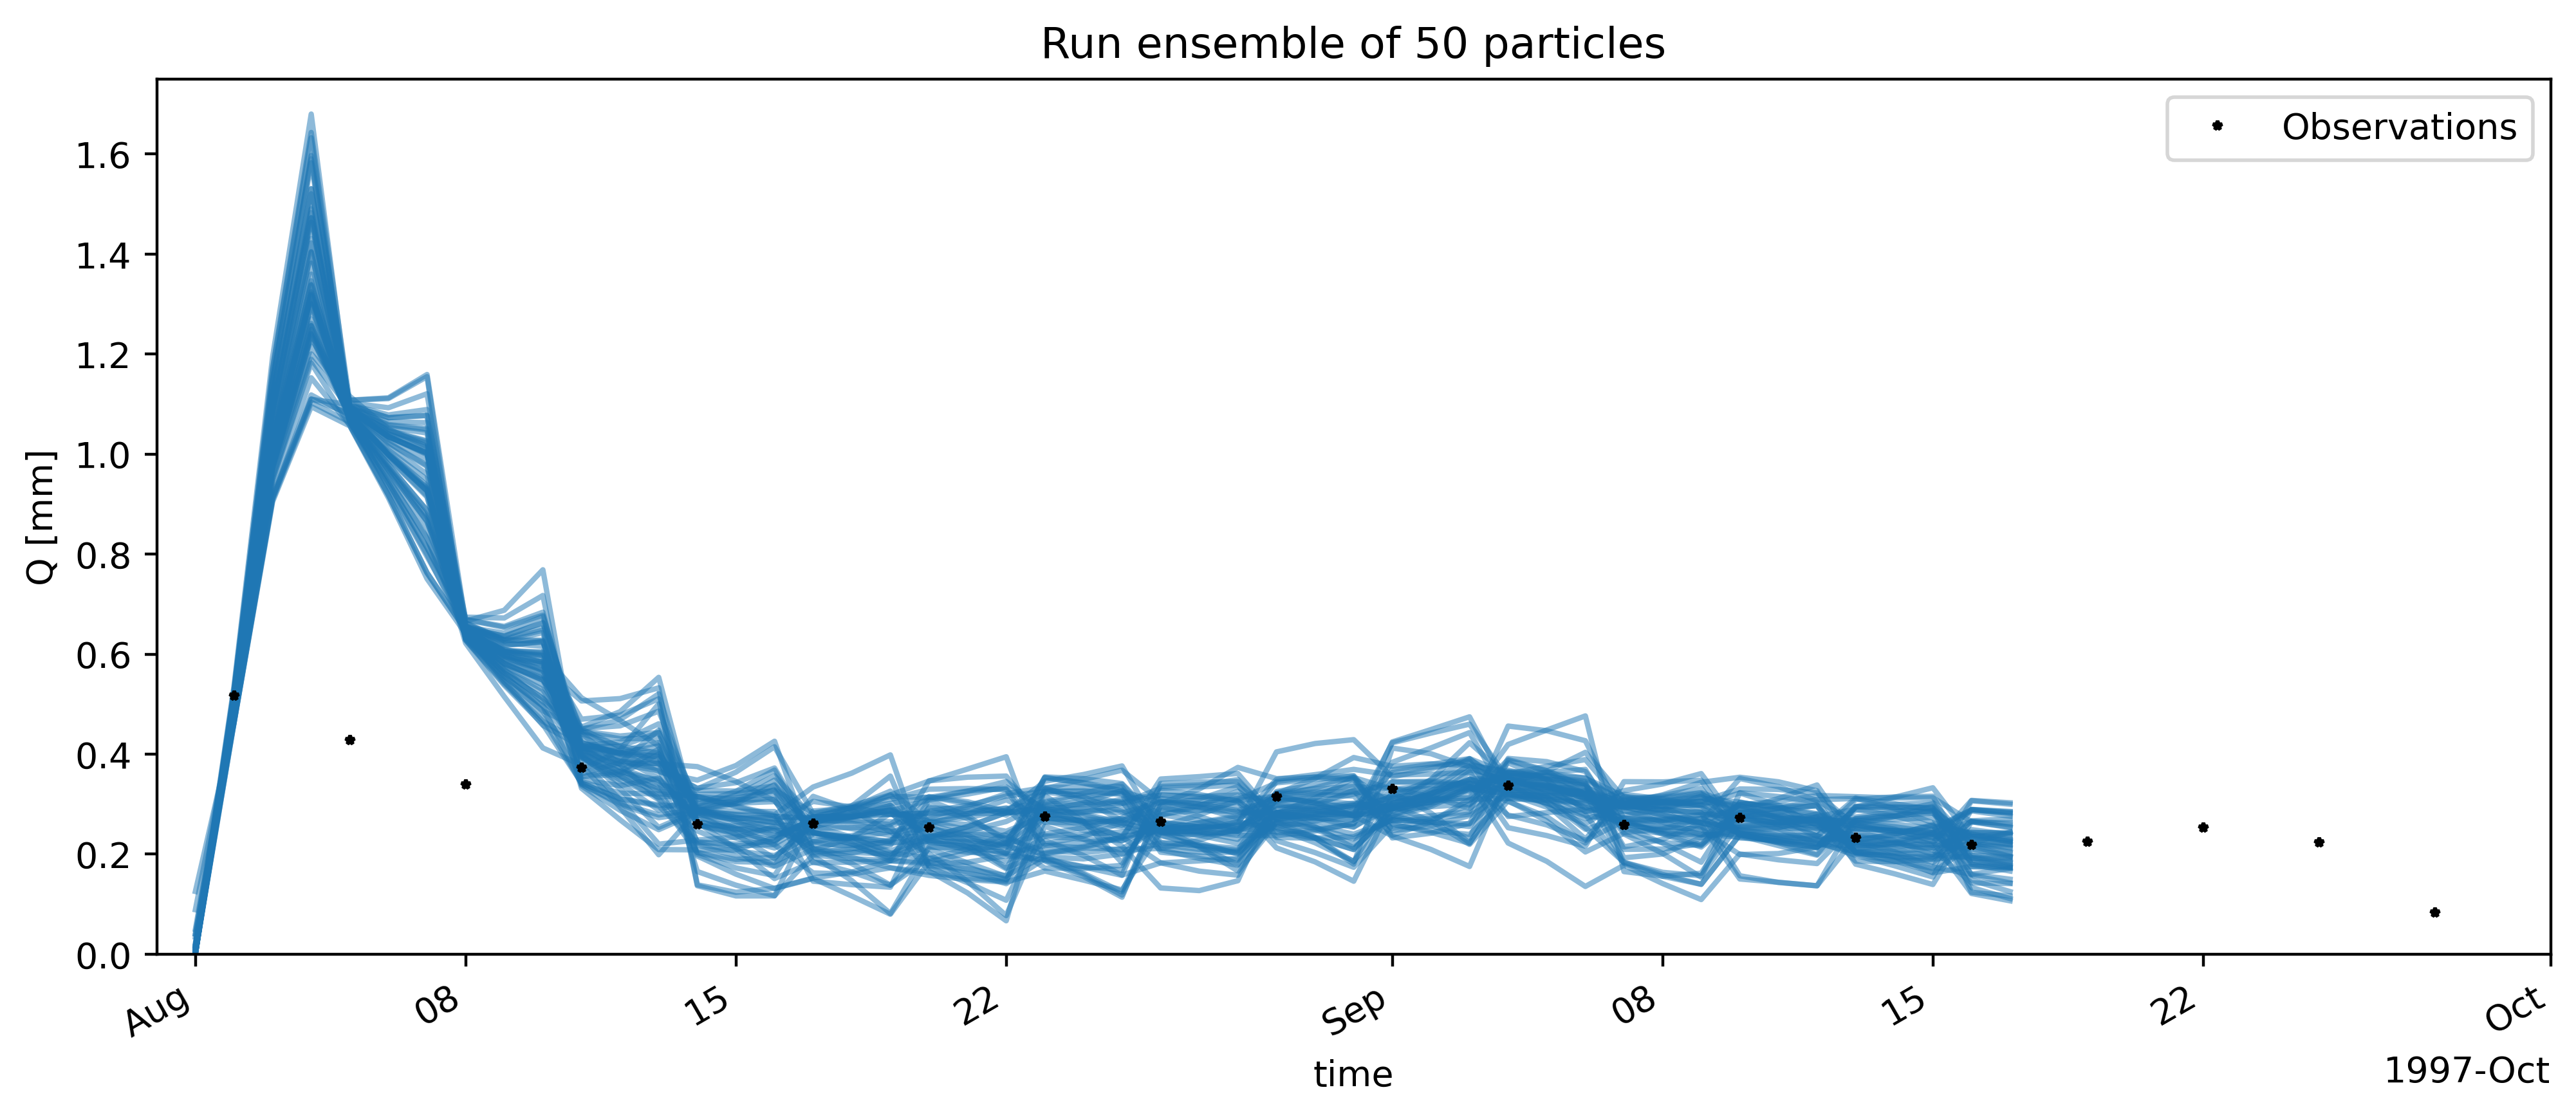 Run ensemble of 50 particles
Observations
Q [mm]
1.6
1.4
1.2
1.0
0.8
0.6
0.4
0.2
0.0
Aug 08 15 22 Sep 08 15 22 Oct
time
1997-Oct